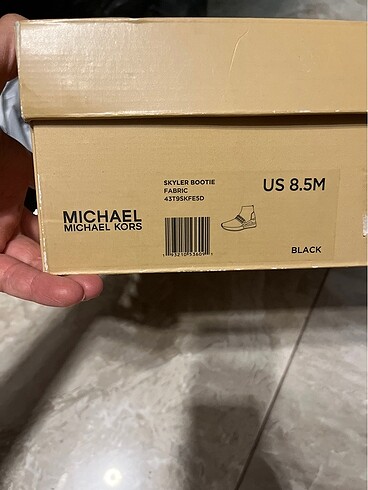 SKYLER BOOTIE
FABRIC
43T9SKFE5D
US 8.5M
MICHAEL
MICHAEL KORS
BLACK